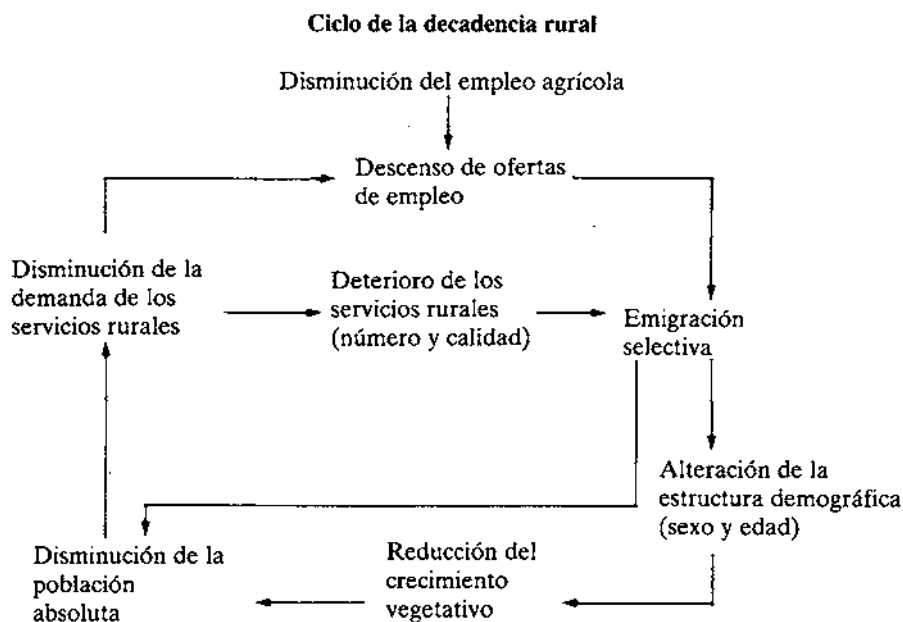 Ciclo de la decadencia rural
Disminución del empleo agrícola
Descenso de ofertas
de empleo
Disminución de la
demanda de los
servicios rurales
Deterioro de los
servicios rurales
(número y calidad)
Emigración
selectiva
Alteración de la
estructura demográfica
(sexo y edad)
Reducción del
crecimiento
vegetativo
Disminución de la
población
absoluta